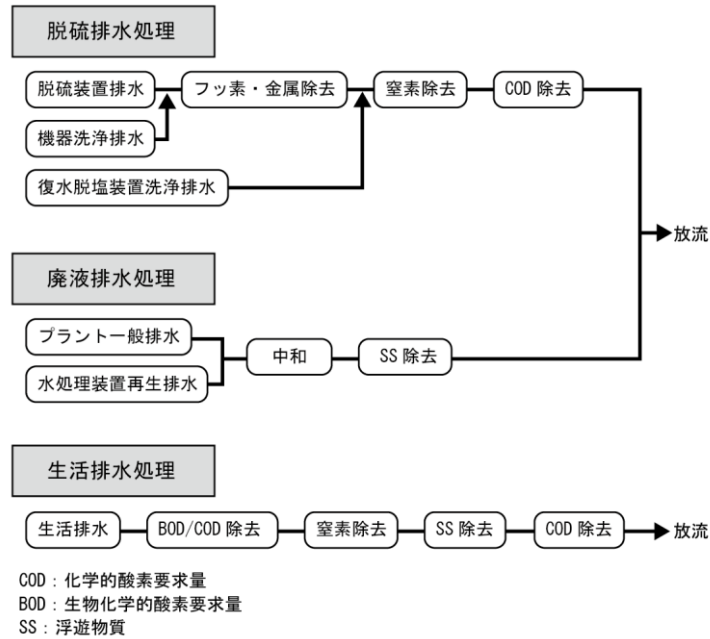 脱硫排水処理
脱硫装置排水
フッ素・金属除去
窒素除去
COD 除去
機器洗浄排水
復水脱塩装置洗浄排水
放流
廃液排水処理
プラント一般排水
中和
SS 除去
水処理装置再生排水
生活排水処理
生活排水
BOD/COD 除去
窒素除去
SS 除去
COD 除去
放流
COD：化学的酸素要求量
BOD：生物化学的酸素要求量
SS：浮遊物質